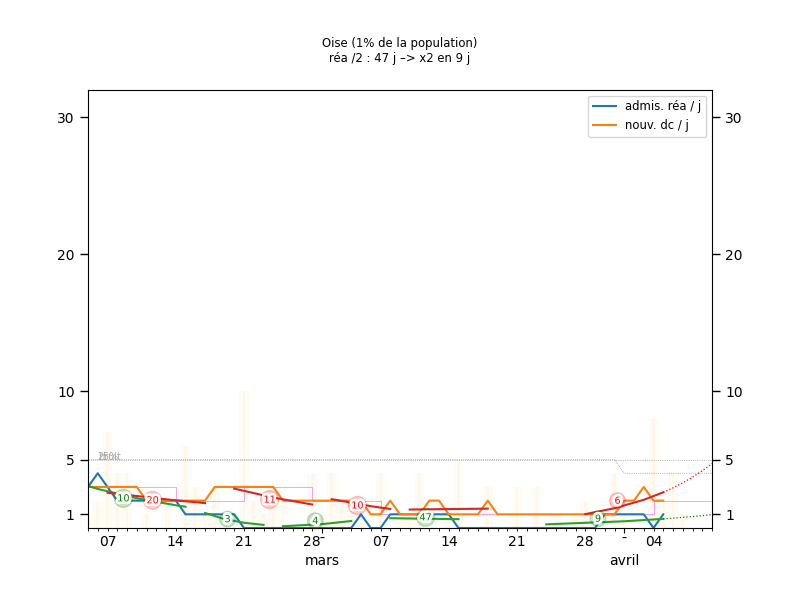 Oise (1% de la population)
réa /2 : 47 j –> x2 en 9 j
admis. réa / j
nouv. dc / j
30 30
20 20
10 10
5 5
1 1
10 20 3 11 4 10 47 9 6
07 14 21 28 07 14 21 28 04
mars avril